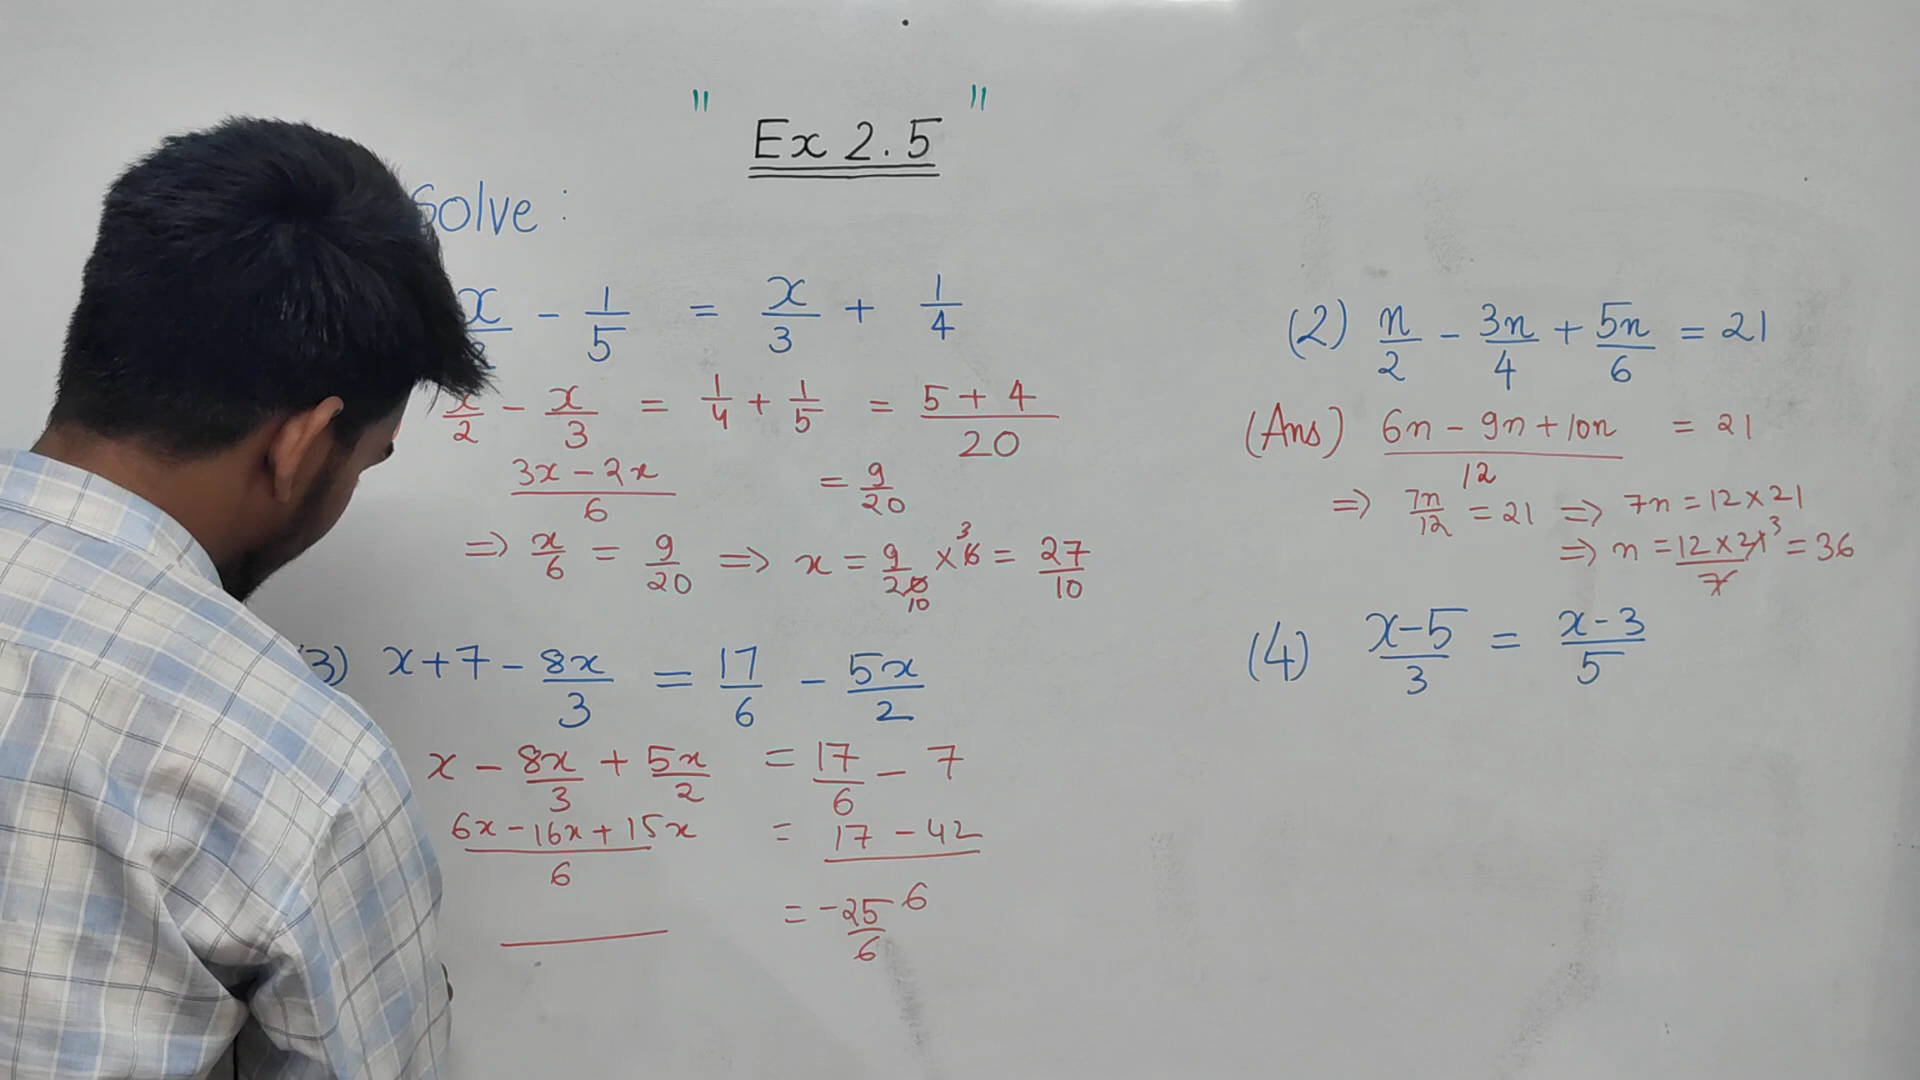 " Ex 2.5 "
Solve :
x/2 - 1/5 = x/3 + 1/4
x/2 - x/3 = 1/4 + 1/5 = (5 + 4)/20
(3x - 2x)/6 = 9/20
=> x/6 = 9/20 => x = 9/20 10 × 6 3 = 27/10
(2) n/2 - 3n/4 + 5n/6 = 21
(Ans) (6n - 9n + 10n)/12 = 21
=> 7n/12 = 21 => 7n = 12 × 21
=> n = (12 × 21 3)/7 = 36
3) x + 7 - 8x/3 = 17/6 - 5x/2
x - 8x/3 + 5x/2 = 17/6 - 7
(6x - 16x + 15x)/6 = (17 - 42)/6
= -25/6
(4) (x-5)/3 = (x-3)/5